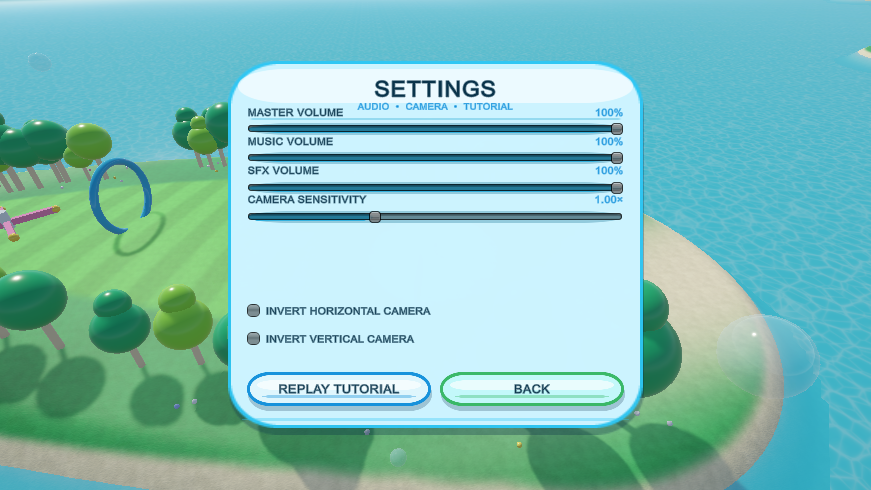 SETTINGS
AUDIO • CAMERA • TUTORIAL
MASTER VOLUME 100%
MUSIC VOLUME 100%
SFX VOLUME 100%
CAMERA SENSITIVITY 1.00×
INVERT HORIZONTAL CAMERA
INVERT VERTICAL CAMERA
REPLAY TUTORIAL BACK